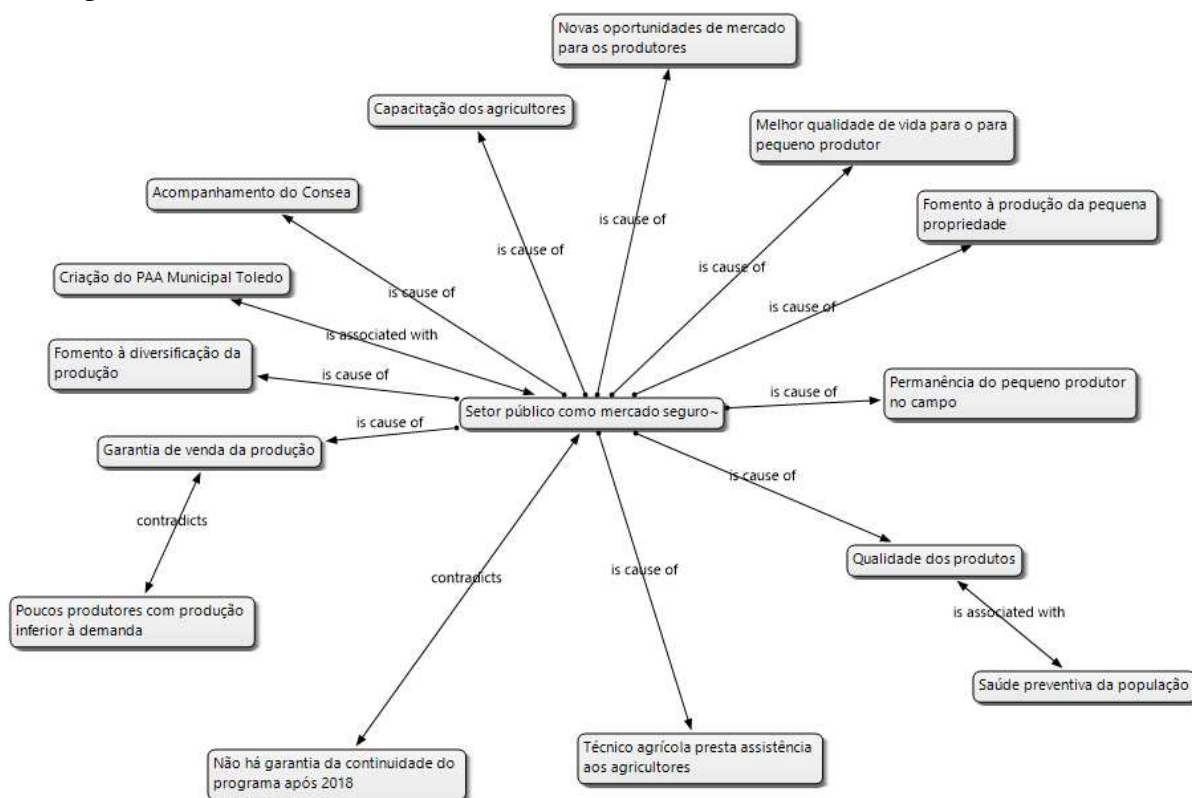 Novas oportunidades de mercado
para os produtores
Capacitação dos agricultores
Melhor qualidade de vida para o para
pequeno produtor
Acompanhamento do Consea
Fomento à produção da pequena
propriedade
is cause of
is cause of
is cause of
is cause of
is cause of
Criação do PAA Municipal Toledo
is associated with
Fomento à diversificação da
produção
is cause of
Permanência do pequeno produtor
no campo
is cause of
Setor público como mercado seguro~
is cause of
Garantia de venda da produção
is cause of
contradicts
Qualidade dos produtos
is cause of
contradicts
Poucos produtores com produção
inferior à demanda
is associated with
Saúde preventiva da população
Não há garantia da continuidade do
programa após 2018
Técnico agrícola presta assistência
aos agricultores